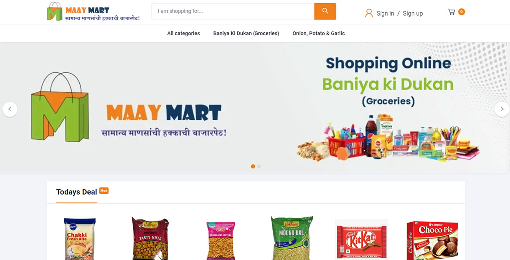 MAAY MART
सामान्य माणसांची हक्काची बाजारपेठ!
I am shopping for...
Sign in / Sign up
0
All categories
Baniya Ki Dukan (Groceries)
Onion, Potato & Garlic
MAAY MART
सामान्य माणसांची हक्काची बाजारपेठ!
Shopping Online
Baniya ki Dukan
(Groceries)
Todays Deal
Hot
Chakki
MOONG DAL
KitKat
Choco Pie